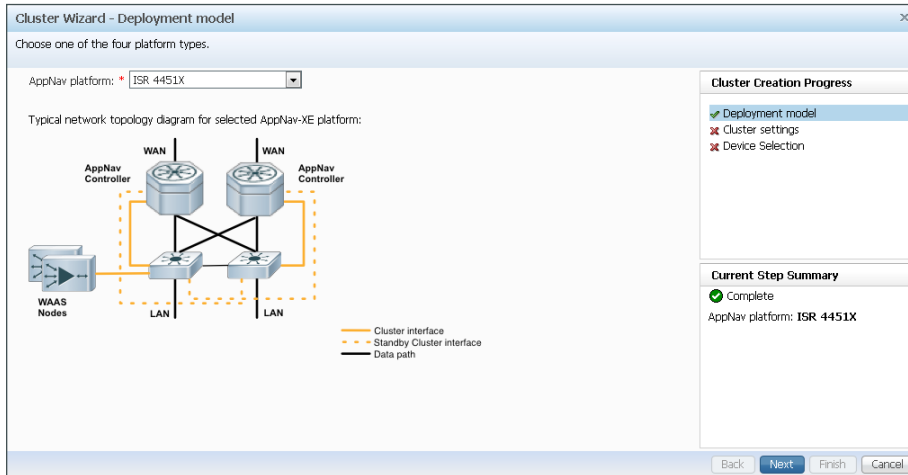 Cluster Wizard - Deployment model
Choose one of the four platform types.
AppNav platform: * ISR 4451X
Typical network topology diagram for selected AppNav-XE platform:
WAN
WAN
AppNav
Controller
AppNav
Controller
WAAS
Nodes
LAN
LAN
Cluster interface
Standby Cluster interface
Data path
Cluster Creation Progress
Deployment model
Cluster settings
Device Selection
Current Step Summary
Complete
AppNav platform: ISR 4451X
Back Next Finish Cancel